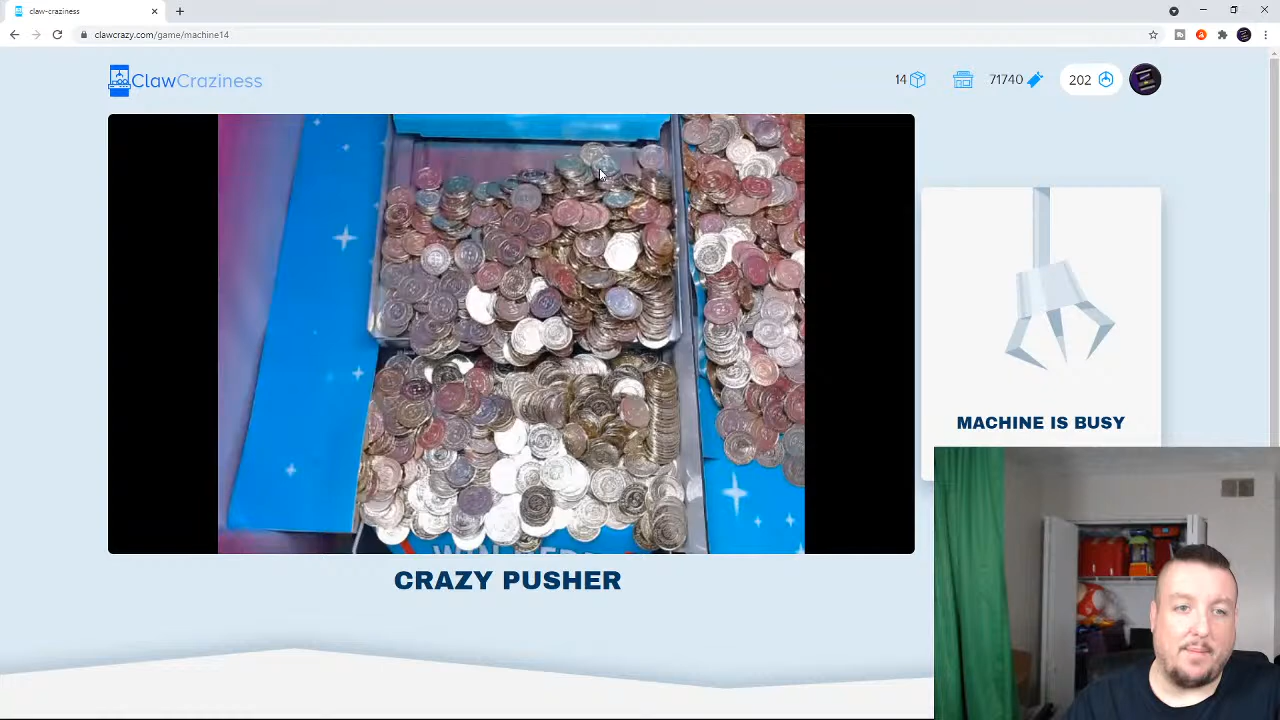 claw-craziness
clawcrazy.com/game/machine14
ClawCraziness
14
71740
202
MACHINE IS BUSY
CRAZY PUSHER